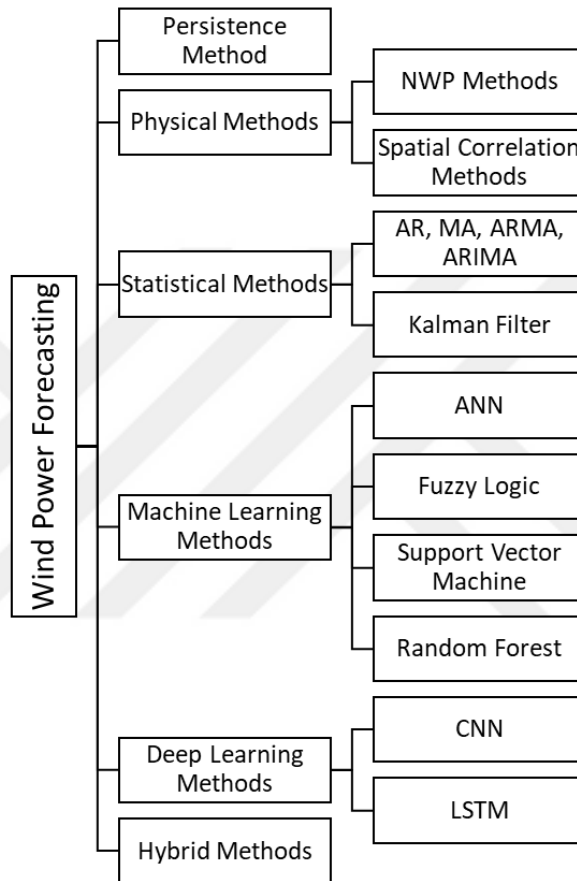 Wind Power Forecasting
Persistence
Method
Physical Methods
NWP Methods
Spatial Correlation
Methods
Statistical Methods
AR, MA, ARMA,
ARIMA
Kalman Filter
Machine Learning
Methods
ANN
Fuzzy Logic
Support Vector
Machine
Random Forest
Deep Learning
Methods
CNN
LSTM
Hybrid Methods